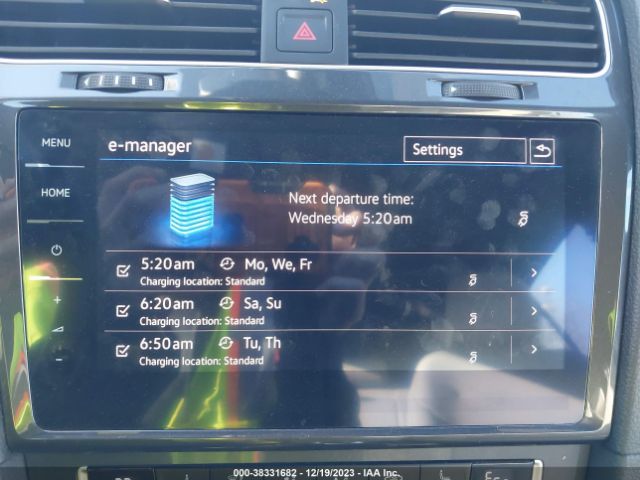 MENU
HOME
e-manager
Settings
Next departure time:
Wednesday 5:20am
5:20am Mo, We, Fr
Charging location: Standard
6:20am Sa, Su
Charging location: Standard
6:50am Tu, Th
Charging location: Standard
000-38331682 - 12/19/2023 - IAA Inc.